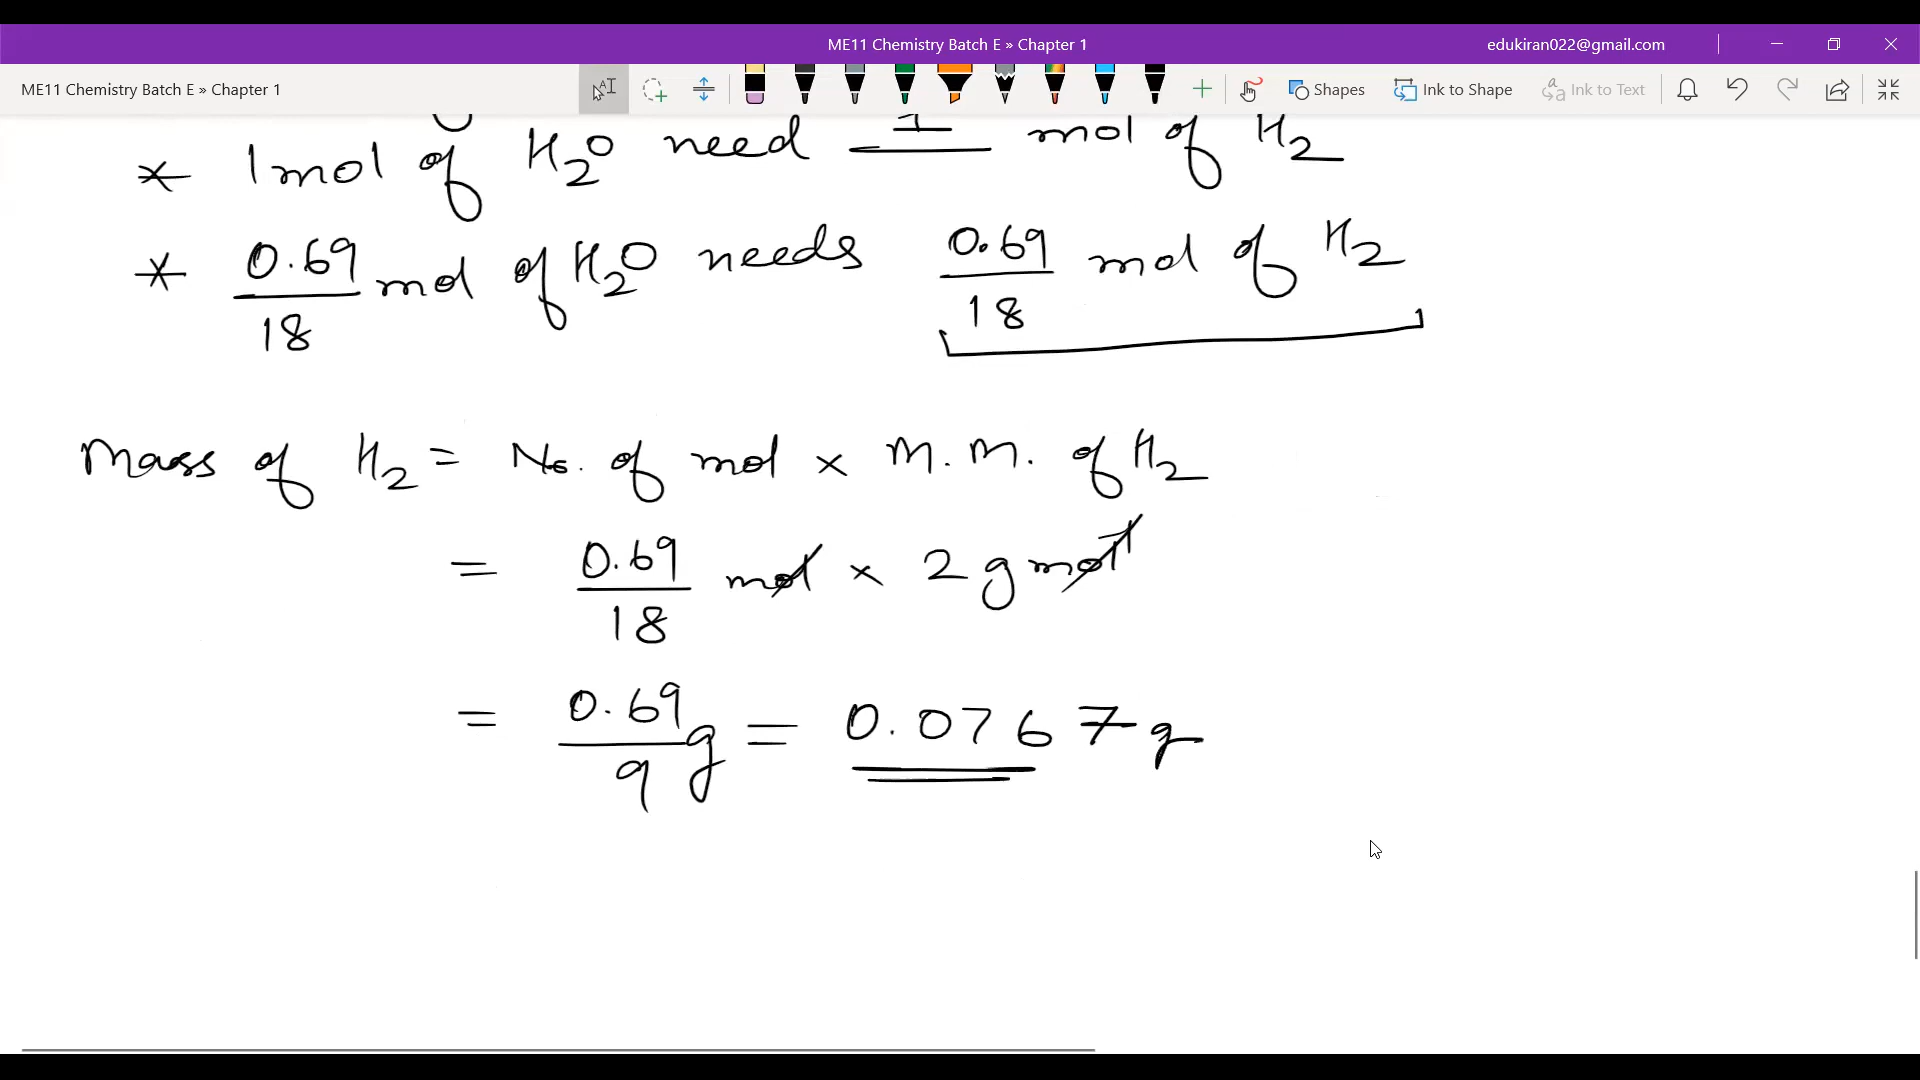 ME11 Chemistry Batch E » Chapter 1
edukiran022@gmail.com
ME11 Chemistry Batch E » Chapter 1
Shapes
Ink to Shape
Ink to Text
* 1mol of H₂O need 1 mol of H₂
* 0.69/18 mol of H₂O needs 0.69/18 mol of H₂
Mass of H₂ = No. of mol × M.M. of H₂
= 0.69/18 mol × 2 g mol⁻¹
= 0.69/9 g = 0.0767 g